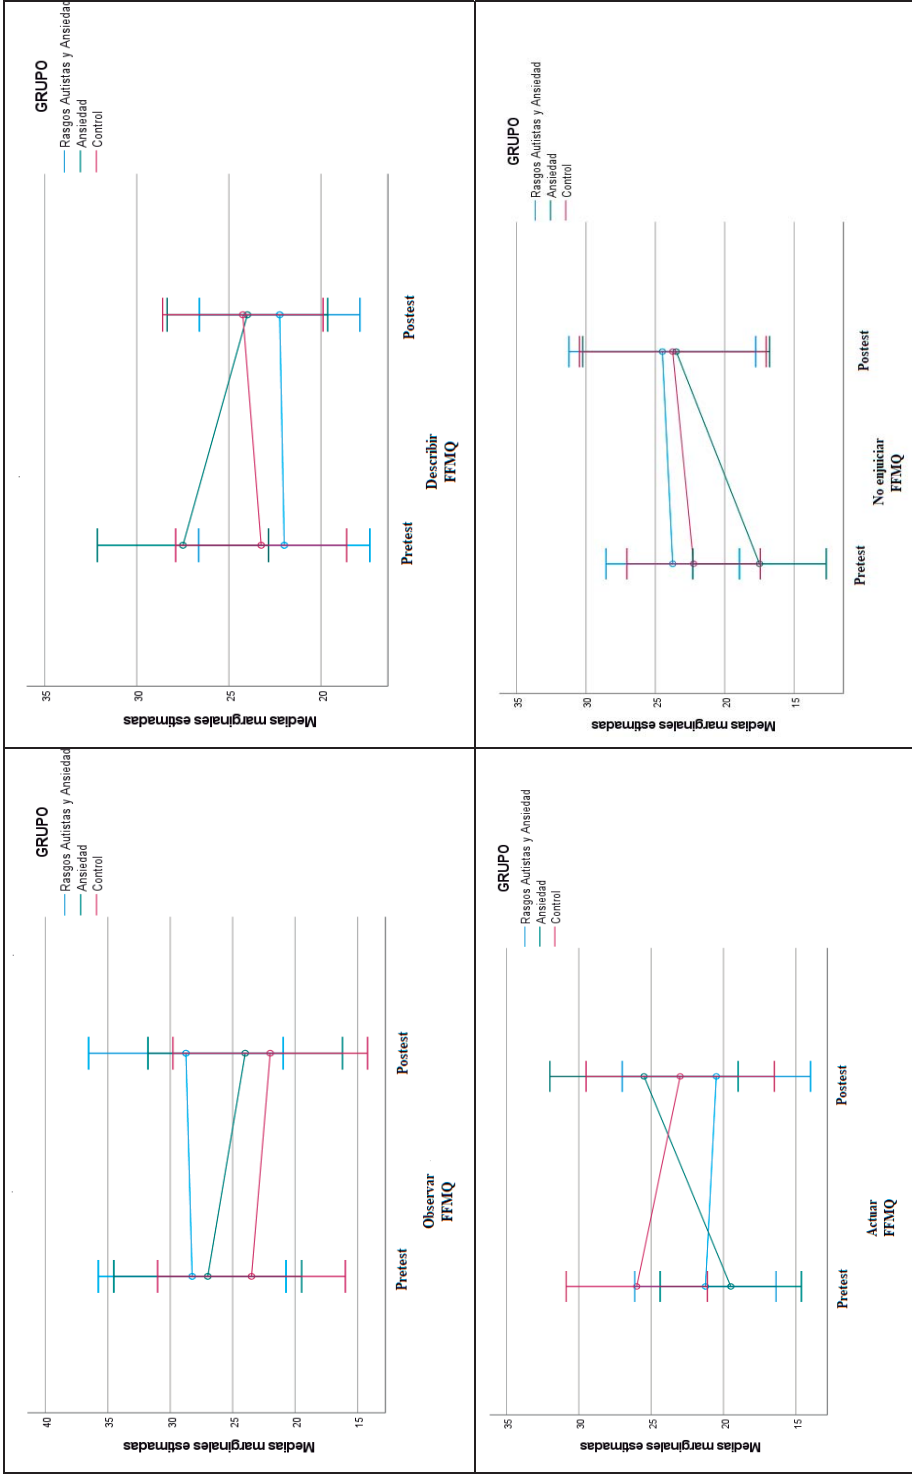 GRUPO
Rasgos Autistas y Ansiedad
Ansiedad
Control
Medias marginales estimadas
40
35
30
25
20
15
Pretest
Postest
Observar
FFMQ
GRUPO
Rasgos Autistas y Ansiedad
Ansiedad
Control
Medias marginales estimadas
35
30
25
20
Pretest
Postest
Describir
FFMQ
GRUPO
Rasgos Autistas y Ansiedad
Ansiedad
Control
Medias marginales estimadas
35
30
25
20
15
Pretest
Postest
Actuar
FFMQ
GRUPO
Rasgos Autistas y Ansiedad
Ansiedad
Control
Medias marginales estimadas
35
30
25
20
15
Pretest
Postest
No enjuiciar
FFMQ